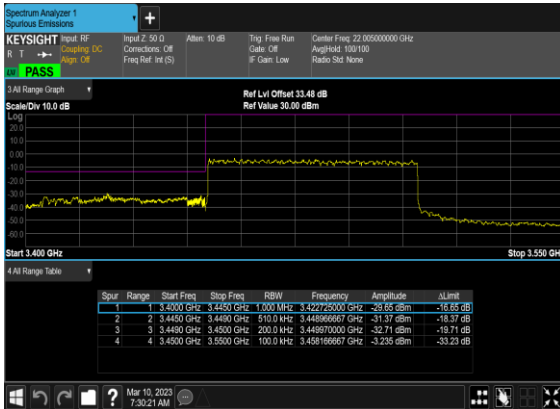 Spectrum Analyzer 1
Spurious Emissions
+
KEYSIGHT Input: RF Input Z: 50 Ω Atten: 10 dB Trig: Free Run Center Freq: 22.005000000 GHz
R T Coupling: DC Corrections: Off Gate: Off Avg|Hold: 100/100
Align: Off Freq Ref: Int (S) IF Gain: Low Radio Std: None
PASS
3 All Range Graph Ref Lvl Offset 33.48 dB
Scale/Div 10.0 dB Ref Value 30.00 dBm
Log
20.0
10.0
0.00
-10.0
-20.0
-30.0
-40.0
-50.0
-60.0
Start 3.400 GHz Stop 3.550 GH
4 All Range Table
Spur Range Start Freq Stop Freq RBW Frequency Amplitude ΔLimit
1 1 3.4000 GHz 3.4450 GHz 1.000 MHz 3.422725000 GHz -29.65 dBm -16.65 dB
2 2 3.4450 GHz 3.4490 GHz 510.0 kHz 3.448966667 GHz -31.37 dBm -18.37 dB
3 3 3.4490 GHz 3.4500 GHz 200.0 kHz 3.449970000 GHz -32.71 dBm -19.71 dB
4 4 3.4500 GHz 3.5500 GHz 100.0 kHz 3.458166667 GHz -3.235 dBm -33.23 dB
? Mar 10, 2023
7:30:21 AM